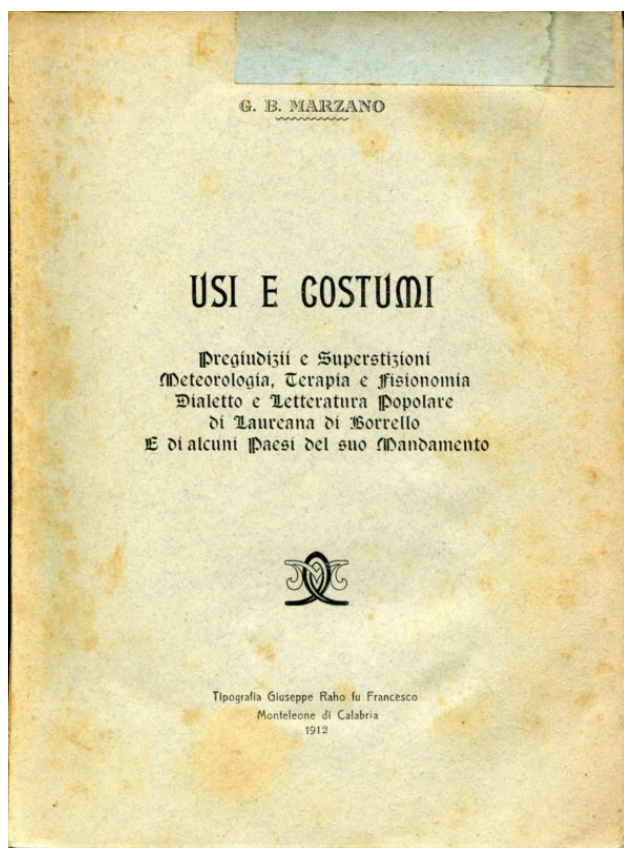 G. B. MARZANO
USI E COSTUMI
Pregiudizii e Superstizioni
Meteorologia, Terapia e Fisionomia
Dialetto e Letteratura Popolare
di Laureana di Borrello
E di alcuni Paesi del suo Mandamento
Tipografia Giuseppe Raho fu Francesco
Monteleone di Calabria
1912